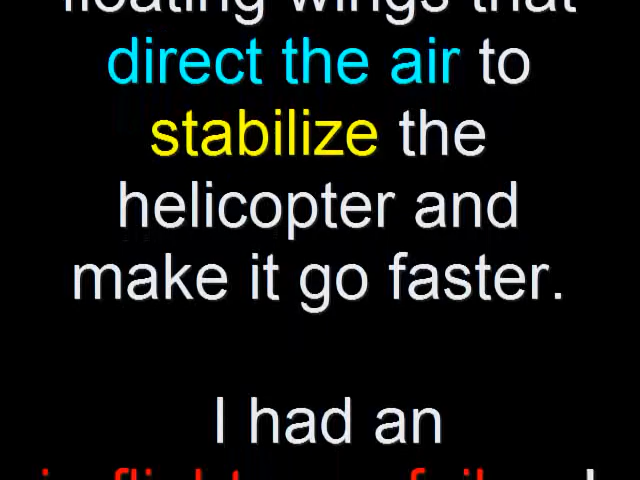 floating wings that
direct the air to
stabilize the
helicopter and
make it go faster.
I had an